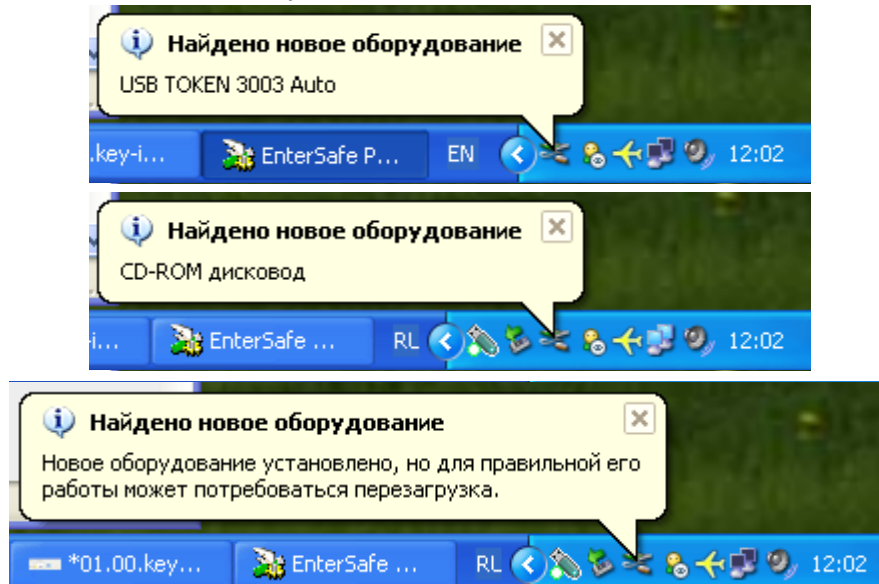 Найдено новое оборудование
USB TOKEN 3003 Auto
.key-i... EnterSafe P... EN 12:02
Найдено новое оборудование
CD-ROM дисковод
-i... EnterSafe ... RL 12:02
Найдено новое оборудование
Новое оборудование установлено, но для правильной его
работы может потребоваться перезагрузка.
*01.00.key... EnterSafe ... RL 12:02